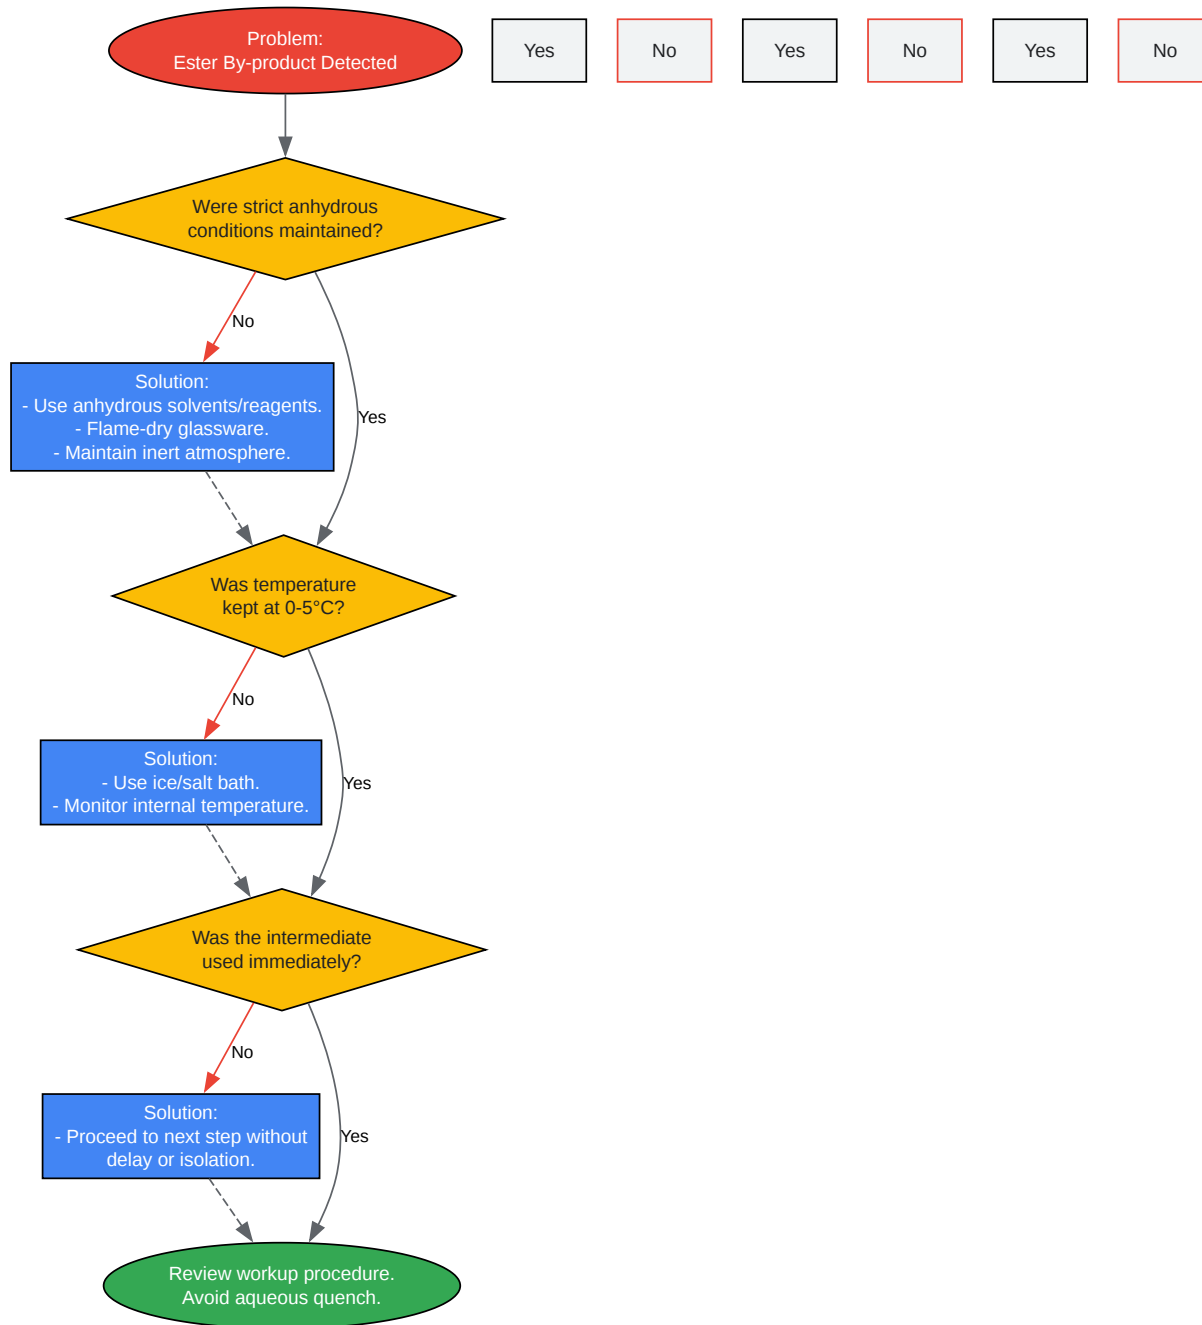 Problem:
Ester By-product Detected
Yes
No
Yes
No
Yes
No
Were strict anhydrous
conditions maintained?
No
Solution:
- Use anhydrous solvents/reagents.
- Flame-dry glassware.
- Maintain inert atmosphere.
Yes
Was temperature
kept at 0-5°C?
No
Solution:
- Use ice/salt bath.
- Monitor internal temperature.
Yes
Was the intermediate
used immediately?
No
Solution:
- Proceed to next step without
delay or isolation.
Yes
Review workup procedure.
Avoid aqueous quench.